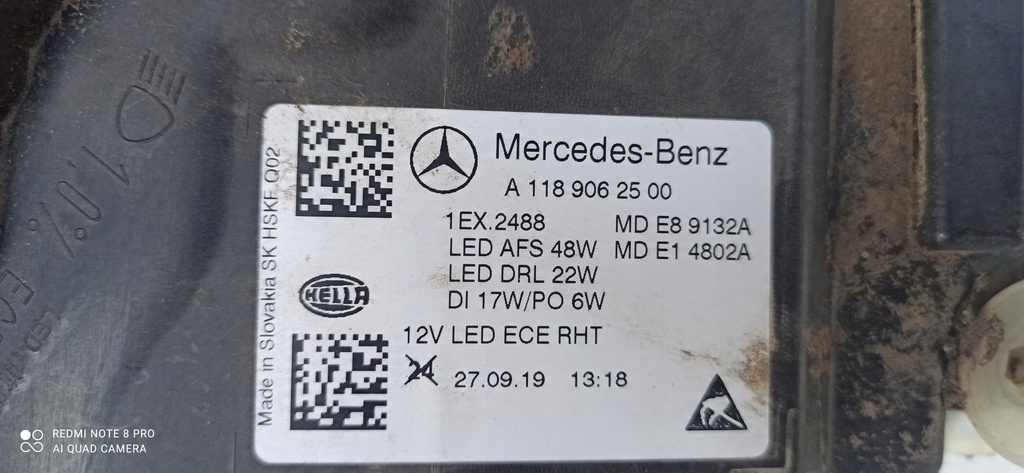 Mercedes-Benz
A 118 906 25 00
1EX.2488 MD E8 9132A
LED AFS 48W MD E1 4802A
LED DRL 22W
DI 17W/PO 6W
12V LED ECE RHT
24 27.09.19 13:18
HELLA
Made in Slovakia SK HSKF Q02
1,0%
REDMI NOTE 8 PRO
AI QUAD CAMERA